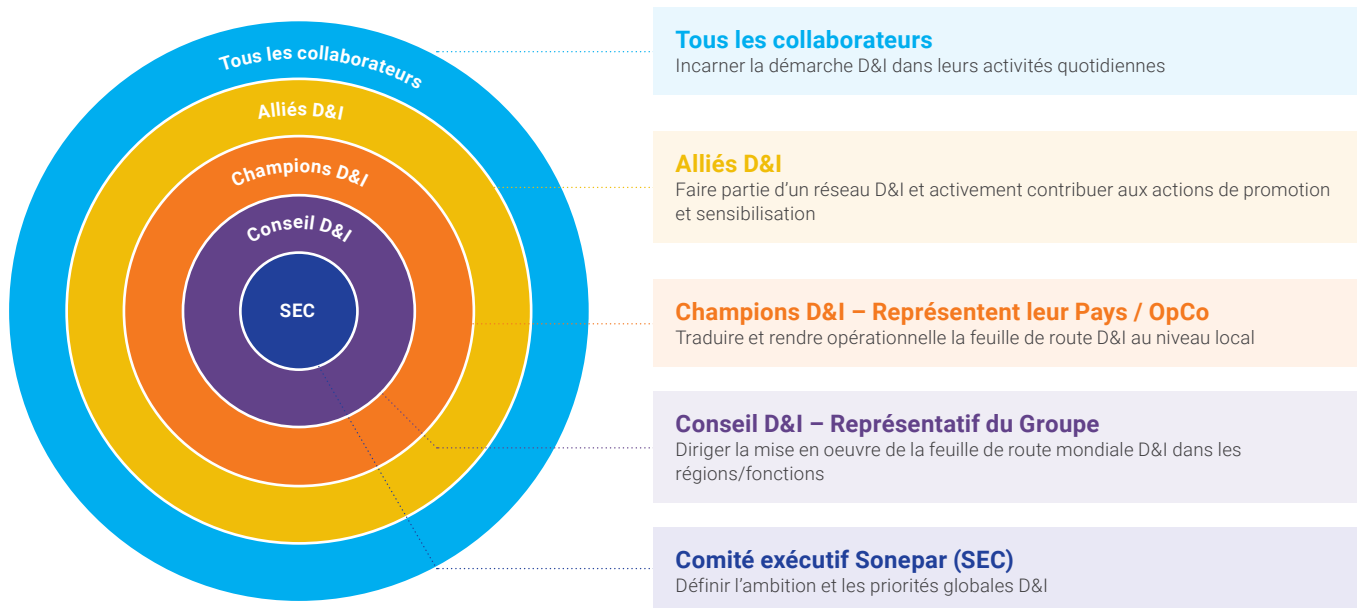 Tous les collaborateurs
Alliés D&I
Champions D&I
Conseil D&I
SEC
Tous les collaborateurs
Incarner la démarche D&I dans leurs activités quotidiennes
Alliés D&I
Faire partie d'un réseau D&I et activement contribuer aux actions de promotion
et sensibilisation
Champions D&I – Représentent leur Pays / OpCo
Traduire et rendre opérationnelle la feuille de route D&I au niveau local
Conseil D&I – Représentatif du Groupe
Diriger la mise en oeuvre de la feuille de route mondiale D&I dans les
régions/fonctions
Comité exécutif Sonepar (SEC)
Définir l'ambition et les priorités globales D&I